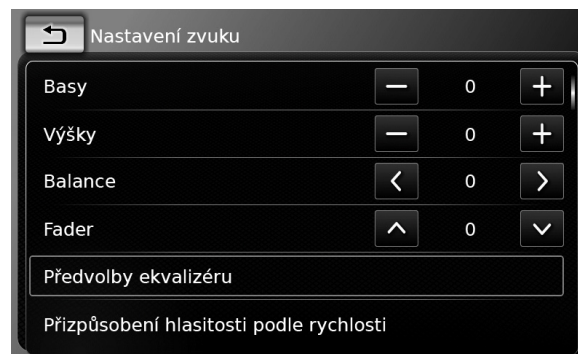 Nastavení zvuku
Basy 0
Výšky 0
Balance 0
Fader 0
Předvolby ekvalizéru
Přizpůsobení hlasitosti podle rychlosti